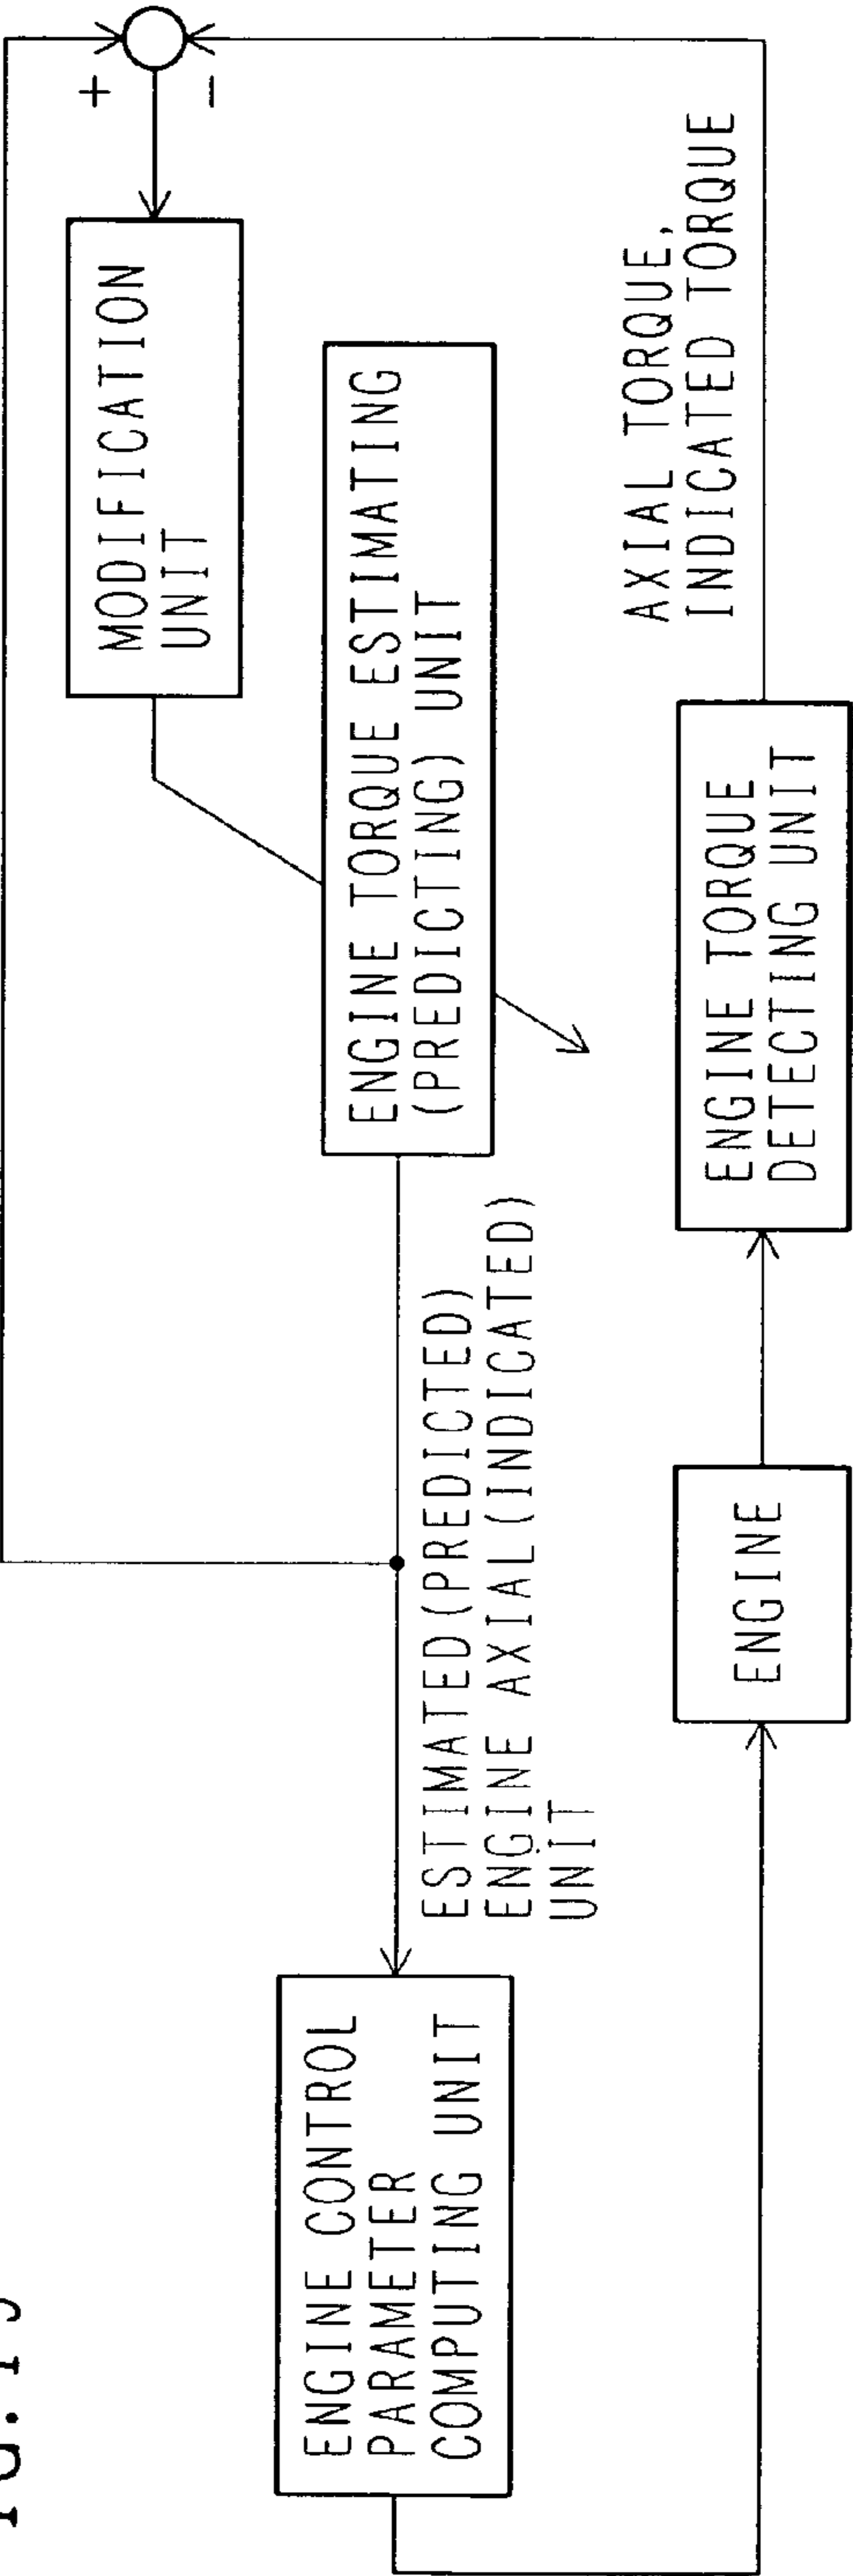 MODIFICATION
UNIT
+
−
ENGINE TORQUE ESTIMATING
(PREDICTING) UNIT
ESTIMATED(PREDICTED)
ENGINE AXIAL(INDICATED)
UNIT
ENGINE CONTROL
PARAMETER
COMPUTING UNIT
ENGINE
ENGINE TORQUE
DETECTING UNIT
AXIAL TORQUE,
INDICATED TORQUE